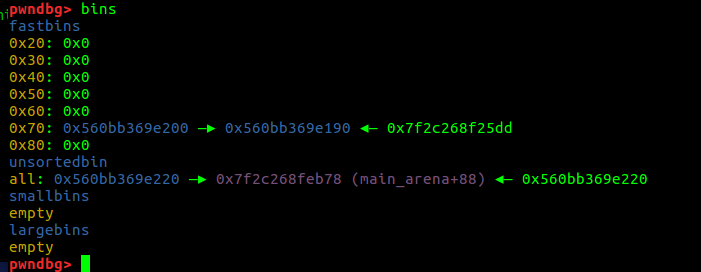 pwndbg> bins
fastbins
0x20: 0x0
0x30: 0x0
0x40: 0x0
0x50: 0x0
0x60: 0x0
0x70: 0x560bb369e200 —▸ 0x560bb369e190 ◂— 0x7f2c268f25dd
0x80: 0x0
unsortedbin
all: 0x560bb369e220 —▸ 0x7f2c268feb78 (main_arena+88) ◂— 0x560bb369e220
smallbins
empty
largebins
empty
pwndbg>